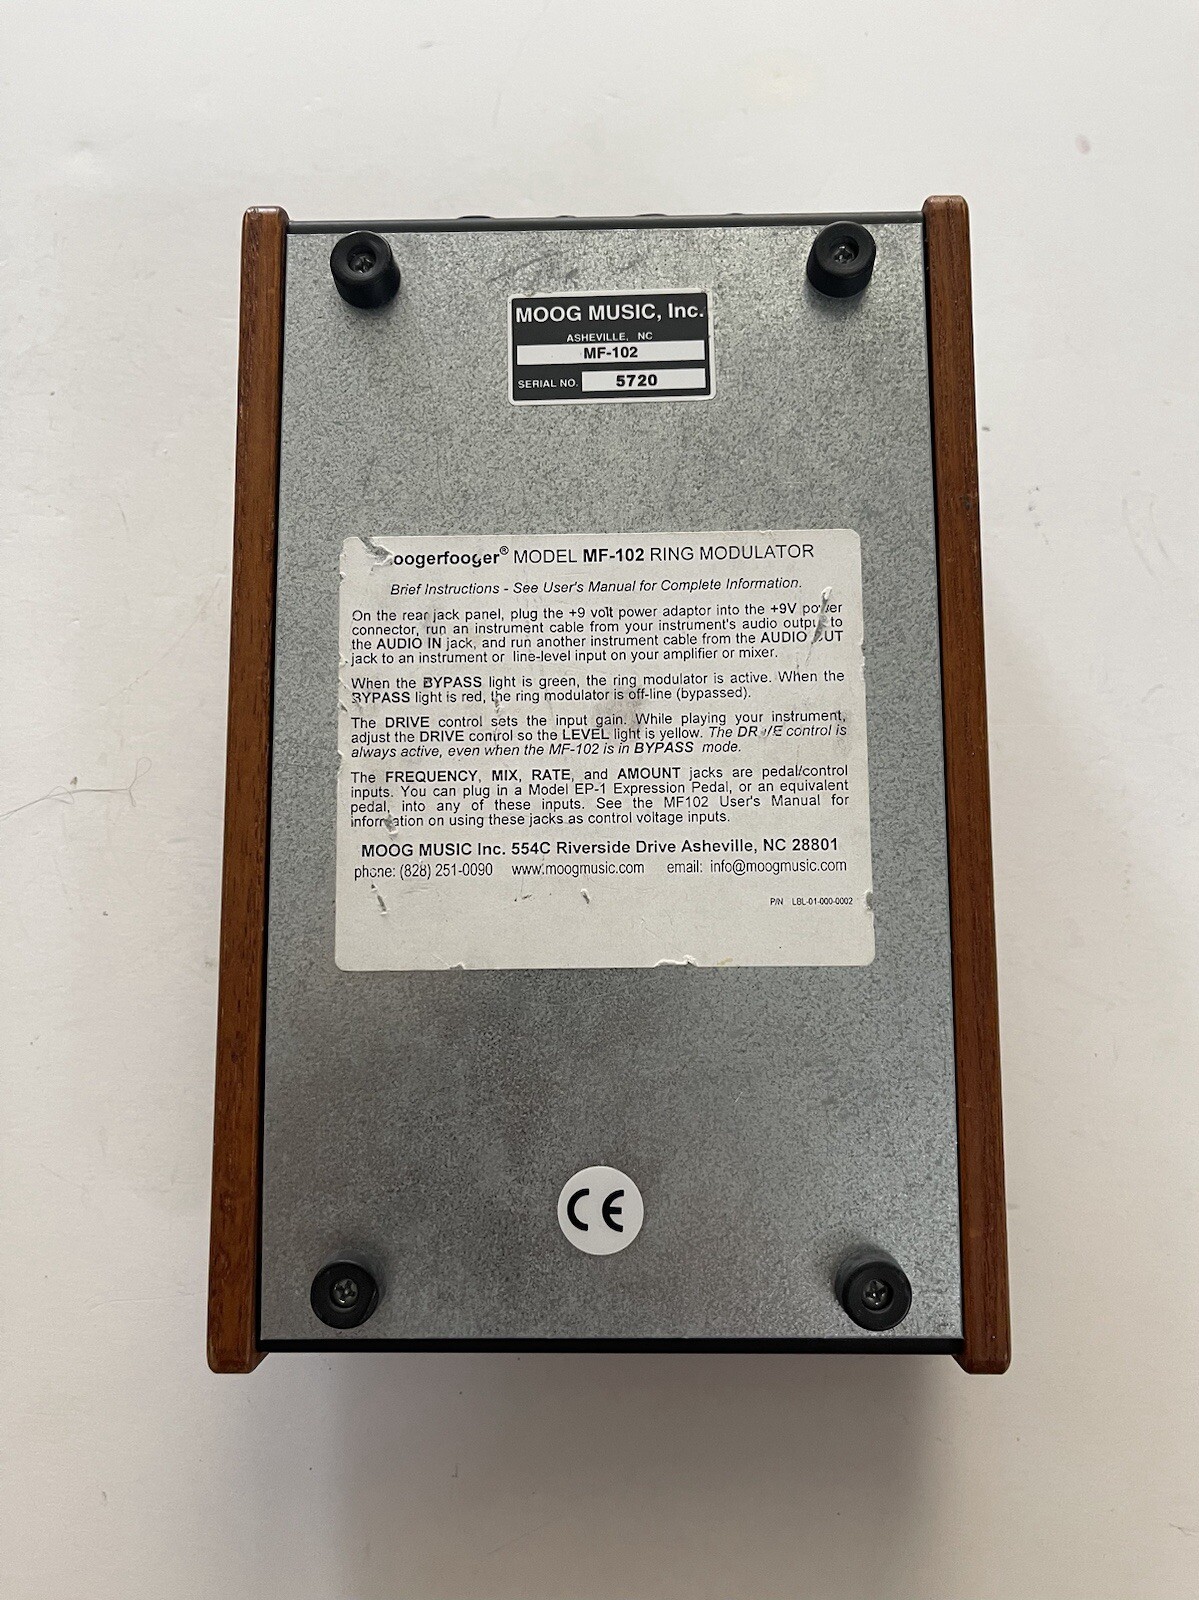 MOOG MUSIC, Inc.
ASHEVILLE, NC
MF-102
SERIAL NO. 5720
oogerfooger® MODEL MF-102 RING MODULATOR
Brief Instructions - See User's Manual for Complete Information.
On the rear jack panel, plug the +9 volt power adaptor into the +9V power
connector, run an instrument cable from your instrument's audio output to
the AUDIO IN jack, and run another instrument cable from the AUDIO OUT
jack to an instrument or line-level input on your amplifier or mixer.
When the BYPASS light is green, the ring modulator is active. When the
BYPASS light is red, the ring modulator is off-line (bypassed).
The DRIVE control sets the input gain. While playing your instrument,
adjust the DRIVE control so the LEVEL light is yellow. The DRIVE control is
always active, even when the MF-102 is in BYPASS mode.
The FREQUENCY, MIX, RATE, and AMOUNT jacks are pedal/control
inputs. You can plug in a Model EP-1 Expression Pedal, or an equivalent
pedal, into any of these inputs. See the MF102 User's Manual for
information on using these jacks as control voltage inputs.
MOOG MUSIC Inc. 554C Riverside Drive Asheville, NC 28801
phone: (828) 251-0090 www.moogmusic.com email: info@moogmusic.com
P/N LBL-01-000-0002
CE